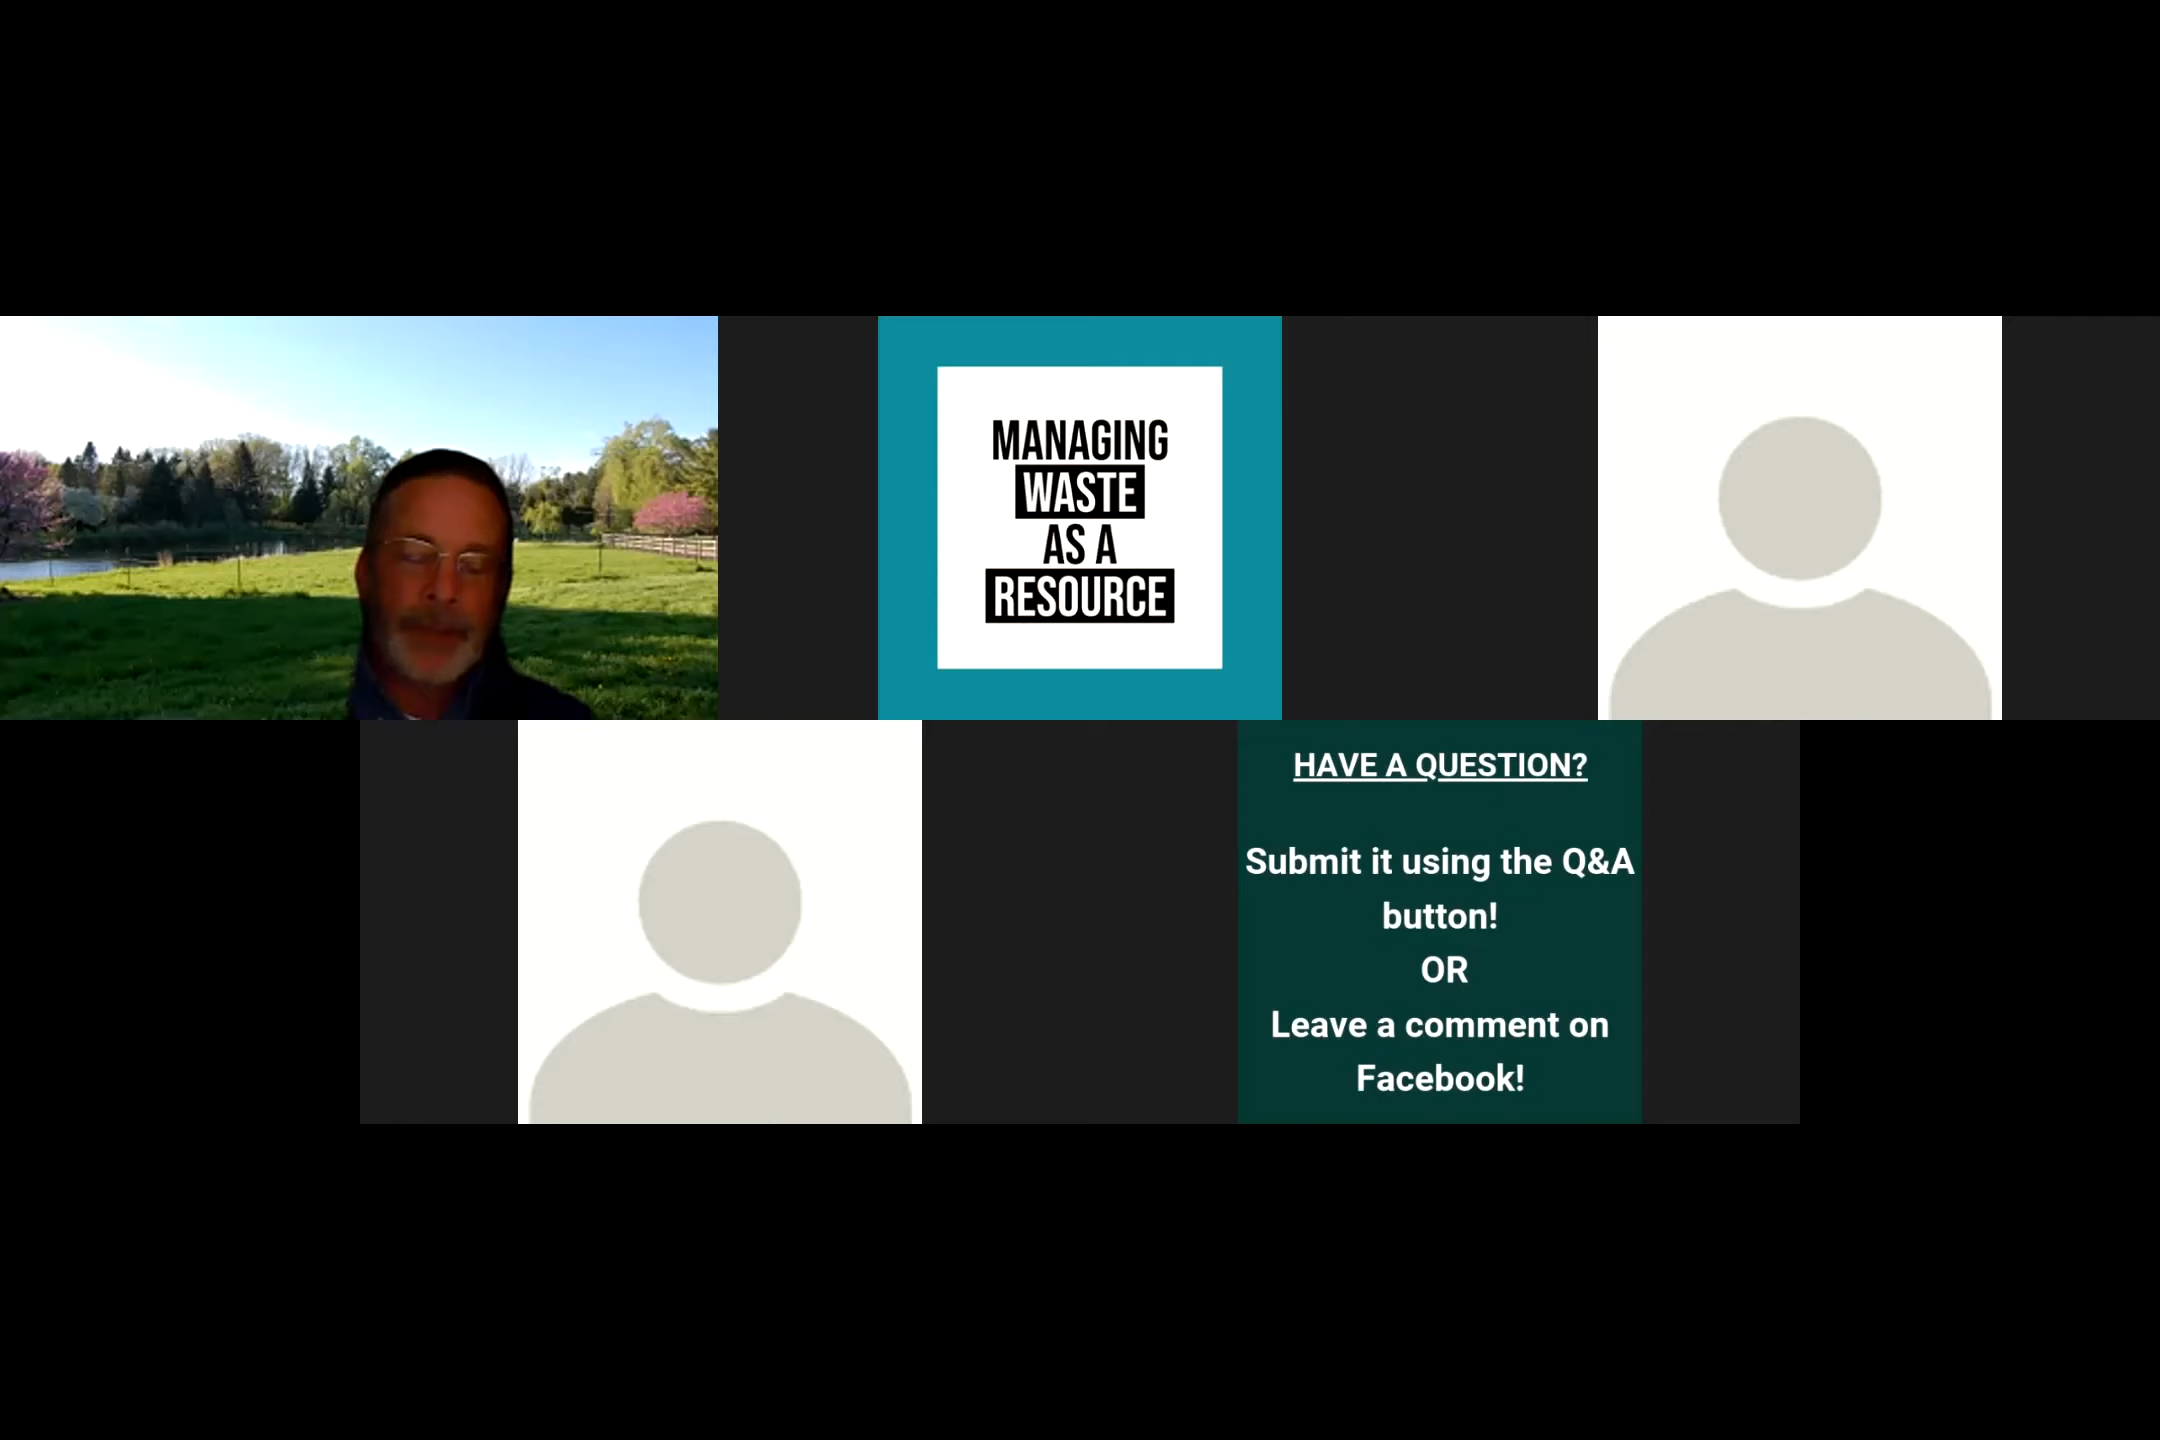 MANAGING
WASTE
AS A
RESOURCE
HAVE A QUESTION?
Submit it using the Q&A
button!
OR
Leave a comment on
Facebook!